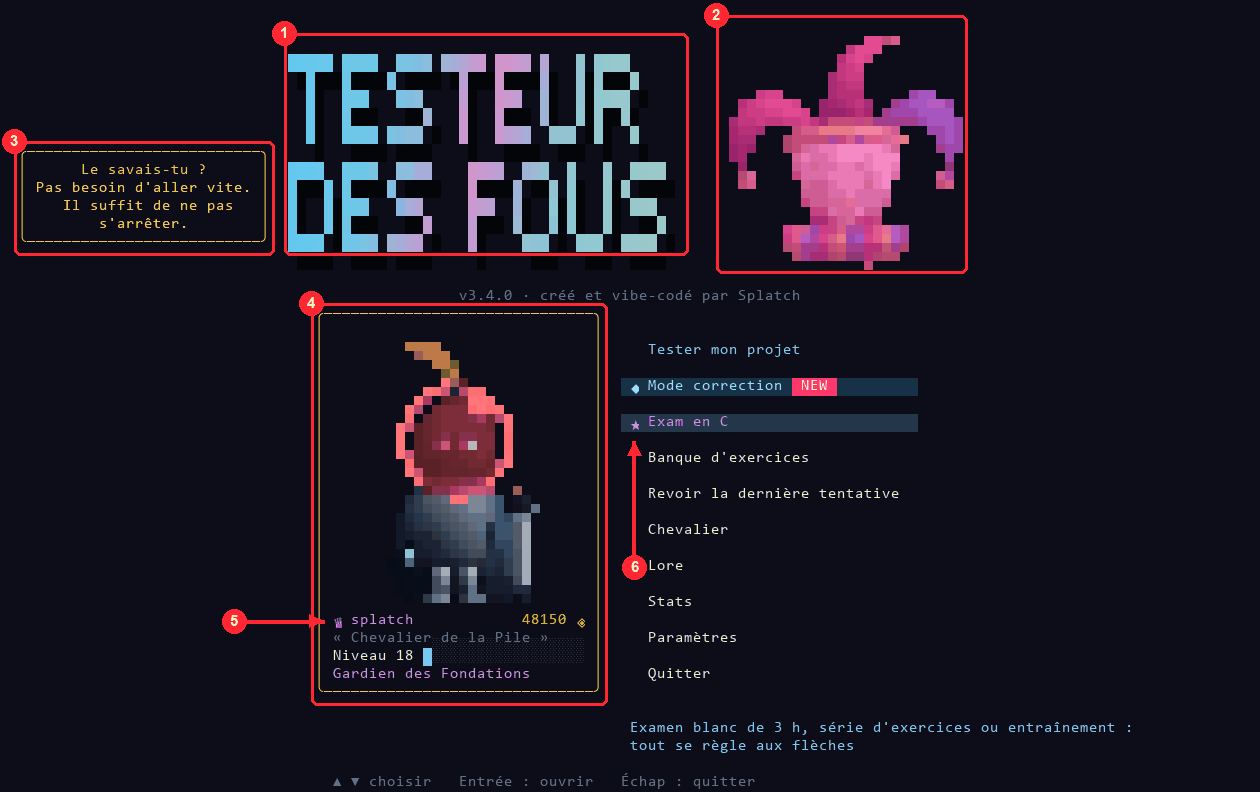 1
2
TESTEUR
DES FOUS
3
Le savais-tu ?
Pas besoin d'aller vite.
Il suffit de ne pas
s'arrêter.
v3.4.0 · créé et vibe-codé par Splatch
4
Tester mon projet
Mode correction NEW
Exam en C
Banque d'exercices
Revoir la dernière tentative
Chevalier
6
Lore
Stats
Paramètres
Quitter
5
splatch 48150
« Chevalier de la Pile »
Niveau 18
Gardien des Fondations
Examen blanc de 3 h, série d'exercices ou entraînement :
tout se règle aux flèches
▲ ▼ choisir Entrée : ouvrir Échap : quitter